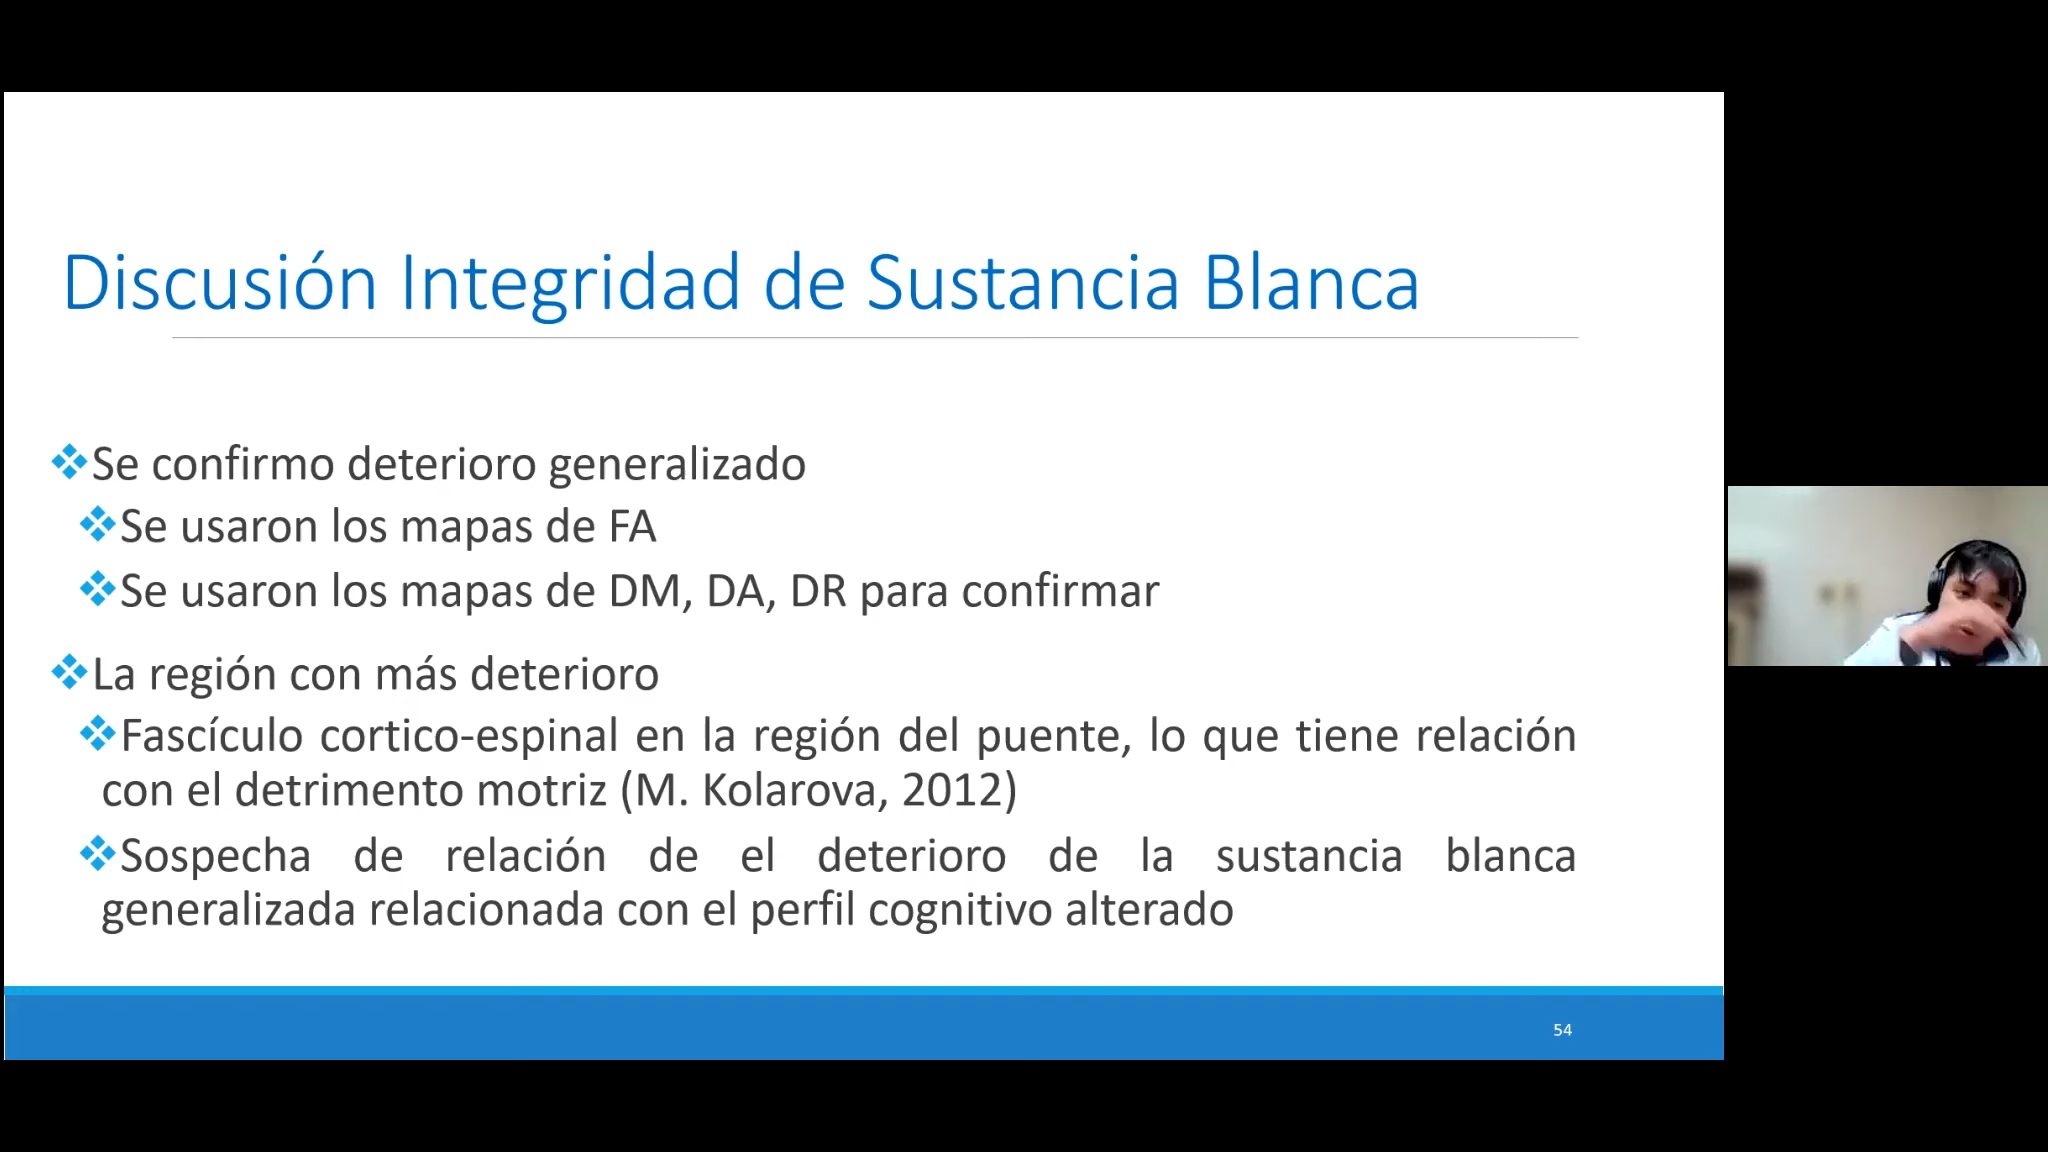 Discusión Integridad de Sustancia Blanca
Se confirmo deterioro generalizado
Se usaron los mapas de FA
Se usaron los mapas de DM, DA, DR para confirmar
La región con más deterioro
Fascículo cortico-espinal en la región del puente, lo que tiene relación
con el detrimento motriz (M. Kolarova, 2012)
Sospecha de relación de el deterioro de la sustancia blanca
generalizada relacionada con el perfil cognitivo alterado
54